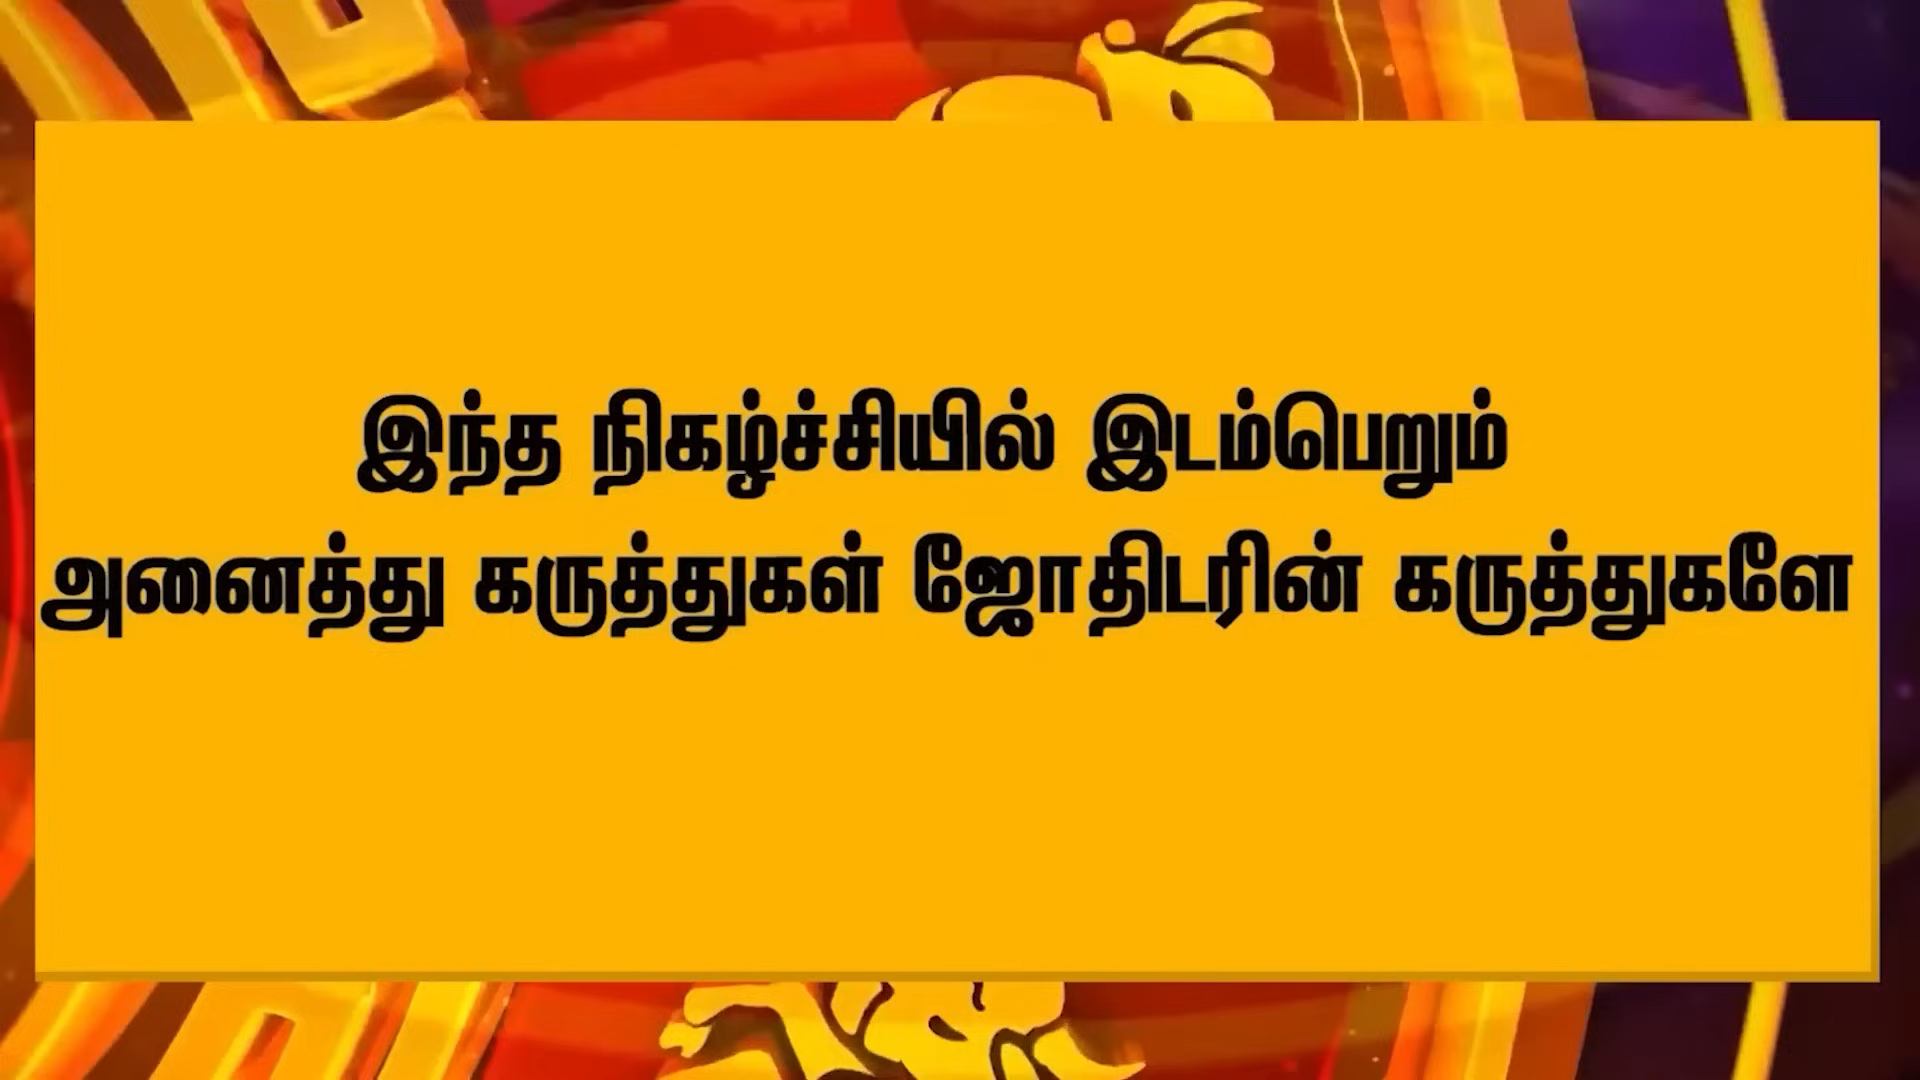 இந்த நிகழ்ச்சியில் இடம்பெறும்
அனைத்து கருத்துகள் ஜோதிடரின் கருத்துகளே